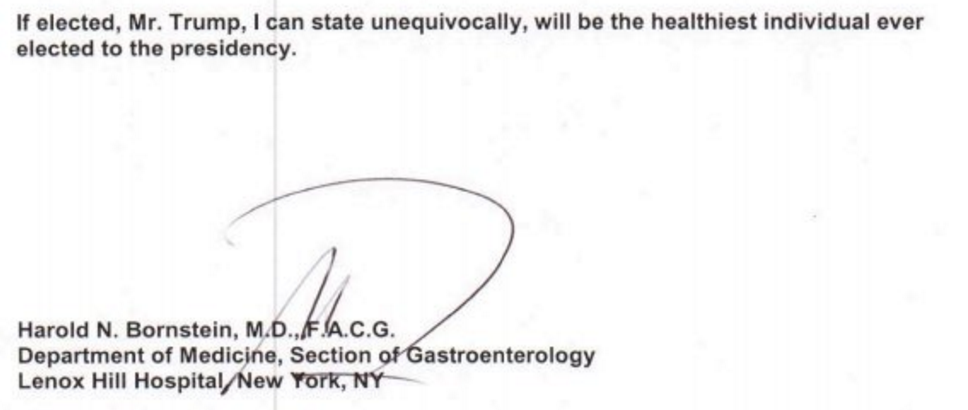 If elected, Mr. Trump, I can state unequivocally, will be the healthiest individual ever
elected to the presidency.
Harold N. Bornstein, M.D., F.A.C.G.
Department of Medicine, Section of Gastroenterology
Lenox Hill Hospital, New York, NY